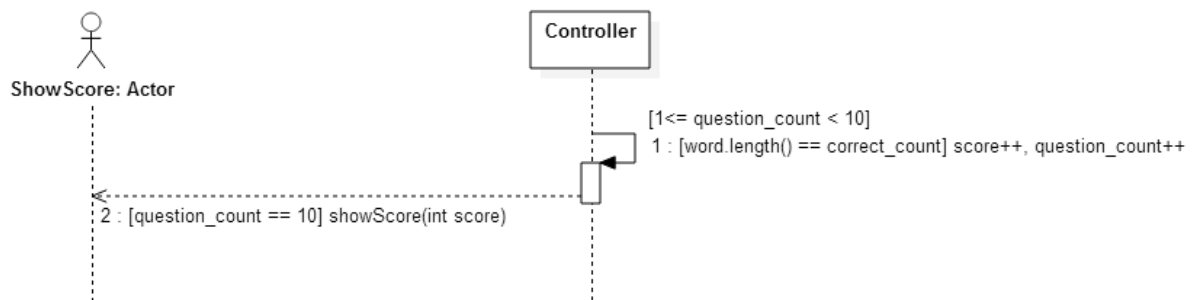 Controller
ShowScore: Actor
[1<= question_count < 10]
1 : [word.length() == correct_count] score++, question_count++
2 : [question_count == 10] showScore(int score)